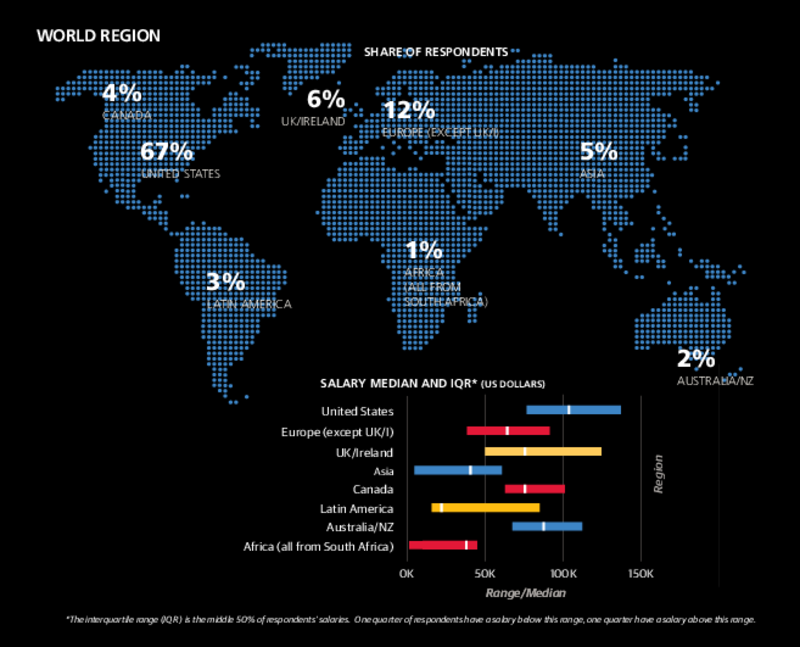 WORLD REGION
SHARE OF RESPONDENTS
4%
CANADA
6%
UK/IRELAND
12%
EUROPE (EXCEPT UK/I)
67%
UNITED STATES
5%
ASIA
1%
AFRICA
(ALL FROM
SOUTH AFRICA)
3%
LATIN AMERICA
2%
AUSTRALIA/NZ
SALARY MEDIAN AND IQR* (US DOLLARS)
United States
Europe (except UK/I)
UK/Ireland
Asia
Canada
Latin America
Australia/NZ
Africa (all from South Africa)
Region
0K 50K 100K 150K
Range/Median
*The interquartile range (IQR) is the middle 50% of respondents' salaries. One quarter of respondents have a salary below this range, one quarter have a salary above this range.